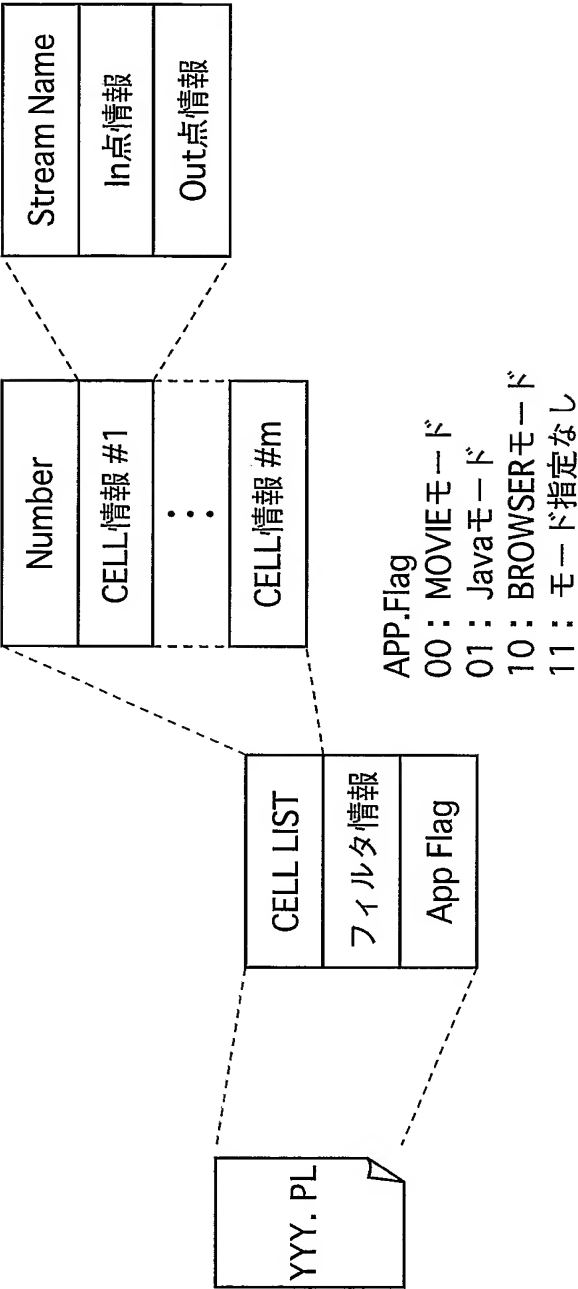 YYY. PL
CELL LIST
フィルタ情報
App Flag
Number
CELL情報 #1
・・・
CELL情報 #m
Stream Name
In点情報
Out点情報
APP.Flag
00：MOVIEモード
01：Javaモード
10：BROWSERモード
11：モード指定なし